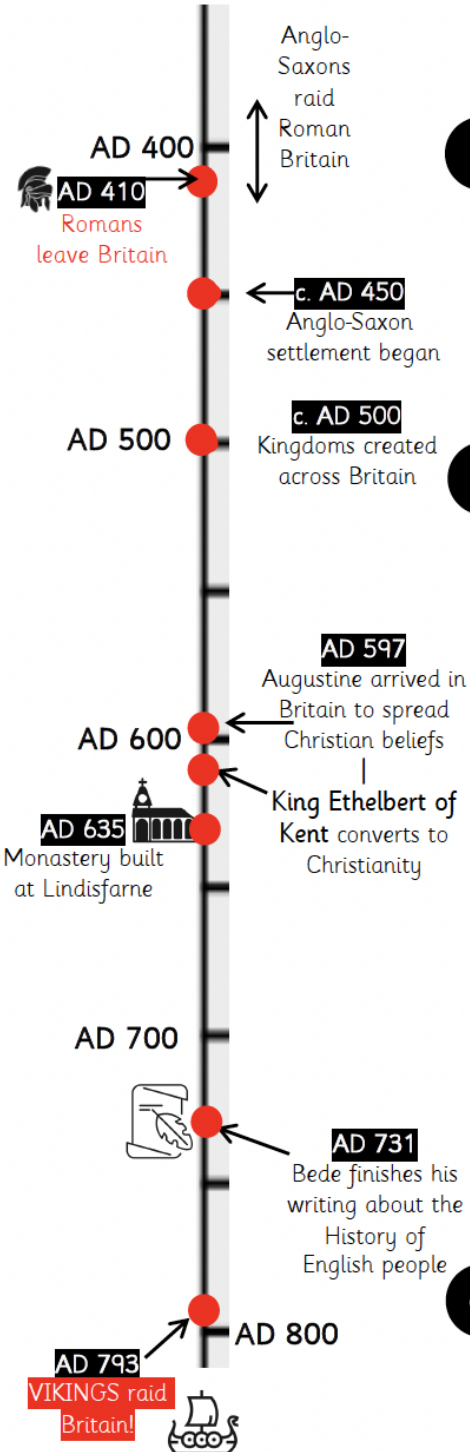 Anglo-
Saxons
raid
Roman
Britain
AD 400
AD 410
Romans
leave Britain
c. AD 450
Anglo-Saxon
settlement began
c. AD 500
AD 500
Kingdoms created
across Britain
AD 597
Augustine arrived in
Britain to spread
Christian beliefs
AD 600
King Ethelbert of
Kent converts to
Christianity
AD 635
Monastery built
at Lindisfarne
AD 700
AD 731
Bede finishes his
writing about the
History of
English people
AD 800
AD 793
VIKINGS raid
Britain!